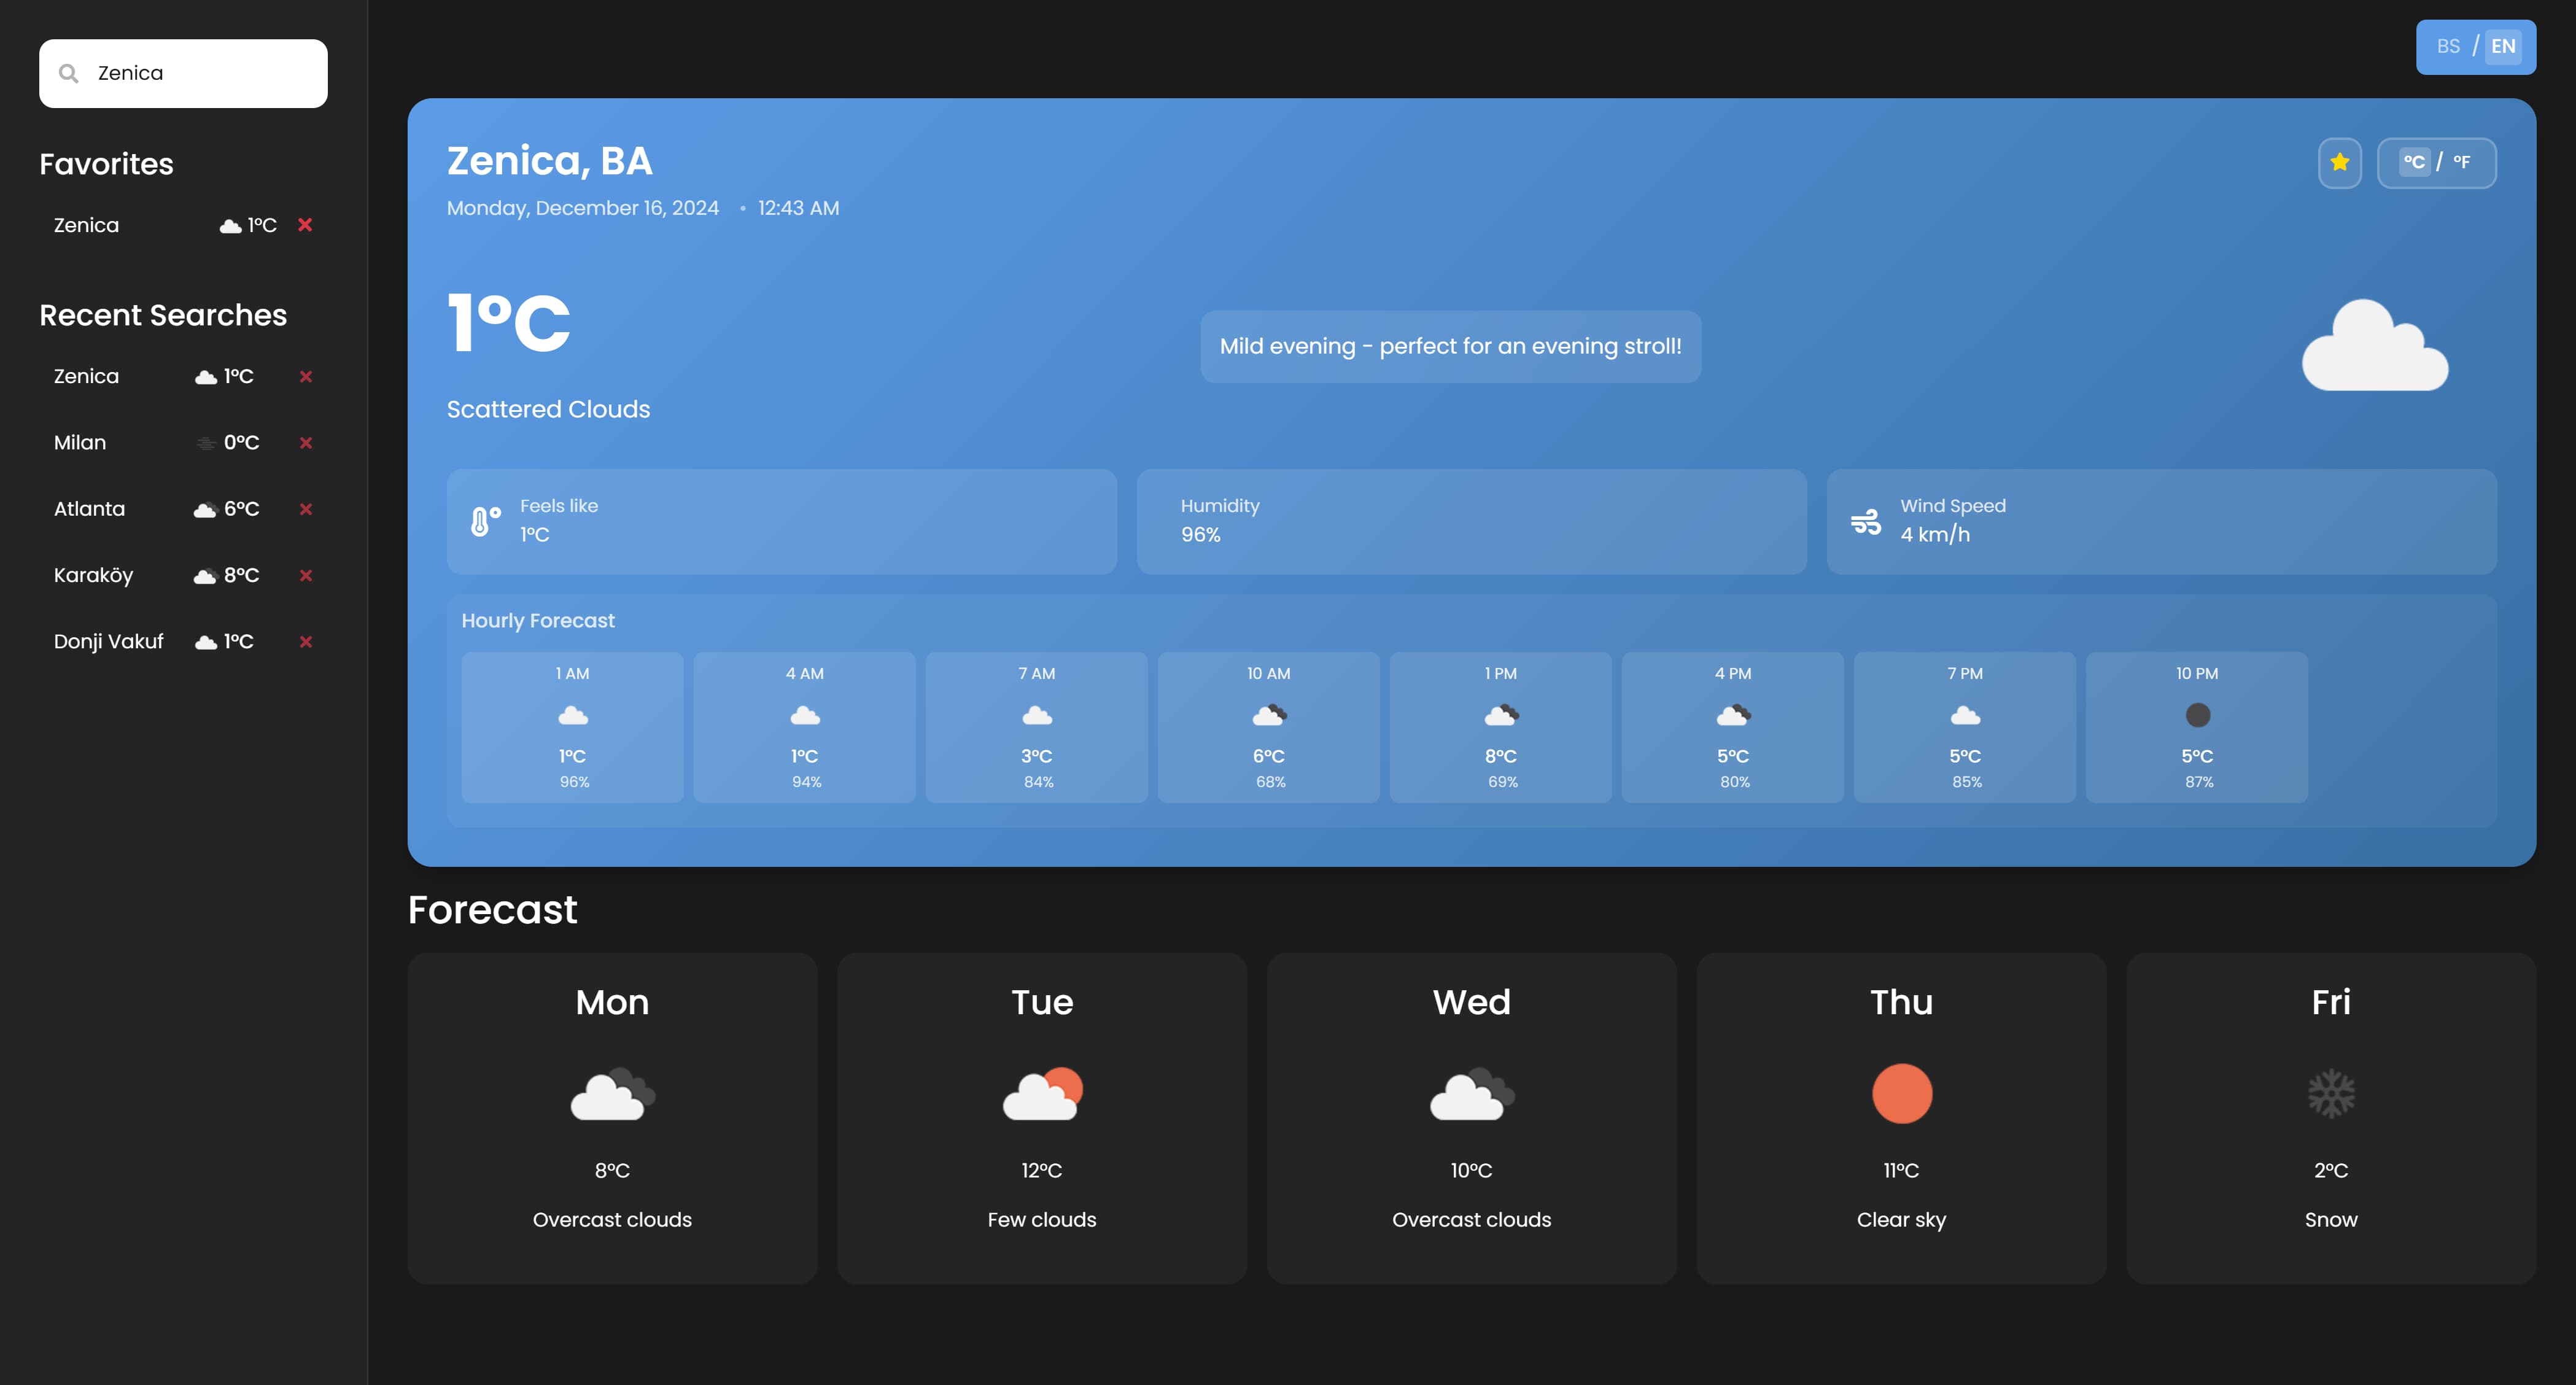 Zenica
Favorites
Zenica 1°C
Recent Searches
Zenica 1°C
Milan 0°C
Atlanta 6°C
Karaköy 8°C
Donji Vakuf 1°C
BS / EN
Zenica, BA
Monday, December 16, 2024 • 12:43 AM
°C / °F
1°C
Scattered Clouds
Mild evening - perfect for an evening stroll!
Feels like
1°C
Humidity
96%
Wind Speed
4 km/h
Hourly Forecast
1 AM
1°C
96%
4 AM
1°C
94%
7 AM
3°C
84%
10 AM
6°C
68%
1 PM
8°C
69%
4 PM
5°C
80%
7 PM
5°C
85%
10 PM
5°C
87%
Forecast
Mon
8°C
Overcast clouds
Tue
12°C
Few clouds
Wed
10°C
Overcast clouds
Thu
11°C
Clear sky
Fri
2°C
Snow